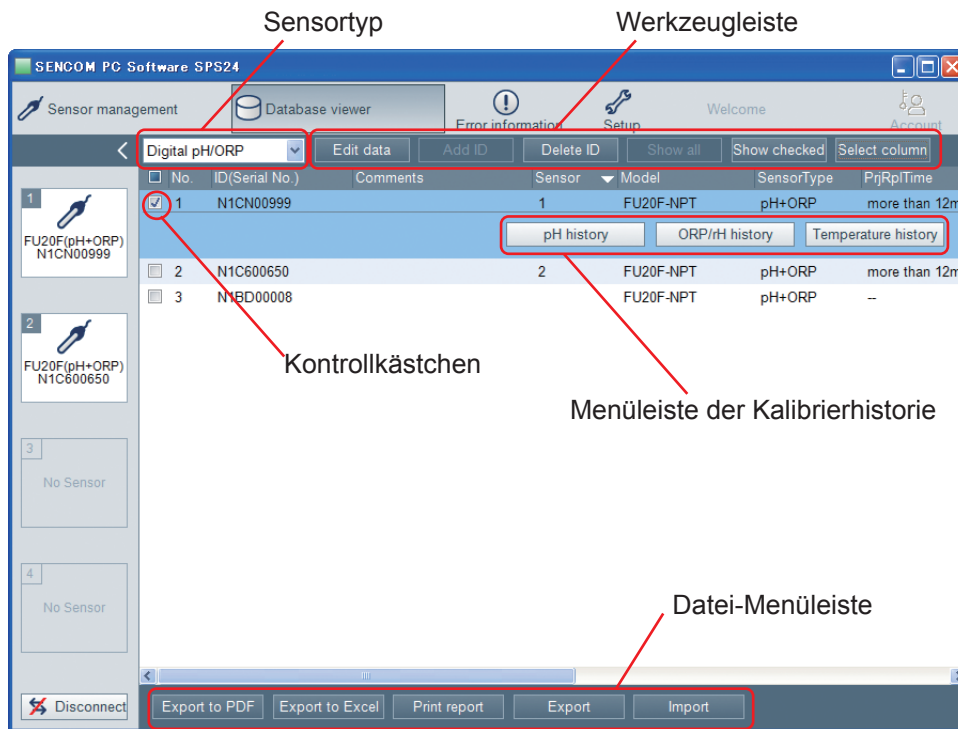 Sensortyp Werkzeugleiste
SENCOM PC Software SPS24
Sensor management Database viewer Error information Setup Welcome Account
Digital pH/ORP Edit data Add ID Delete ID Show all Show checked Select column
No. ID(Serial No.) Comments Sensor Model SensorType PrjRplTime
1 N1CN00999 1 FU20F-NPT pH+ORP more than 12m
pH history ORP/rH history Temperature history
2 N1C600650 2 FU20F-NPT pH+ORP more than 12m
3 N1BD00008 FU20F-NPT pH+ORP --
1
FU20F(pH+ORP)
N1CN00999
2
FU20F(pH+ORP)
N1C600650
3
No Sensor
4
No Sensor
Kontrollkästchen
Menüleiste der Kalibrierhistorie
Datei-Menüleiste
Disconnect Export to PDF Export to Excel Print report Export Import